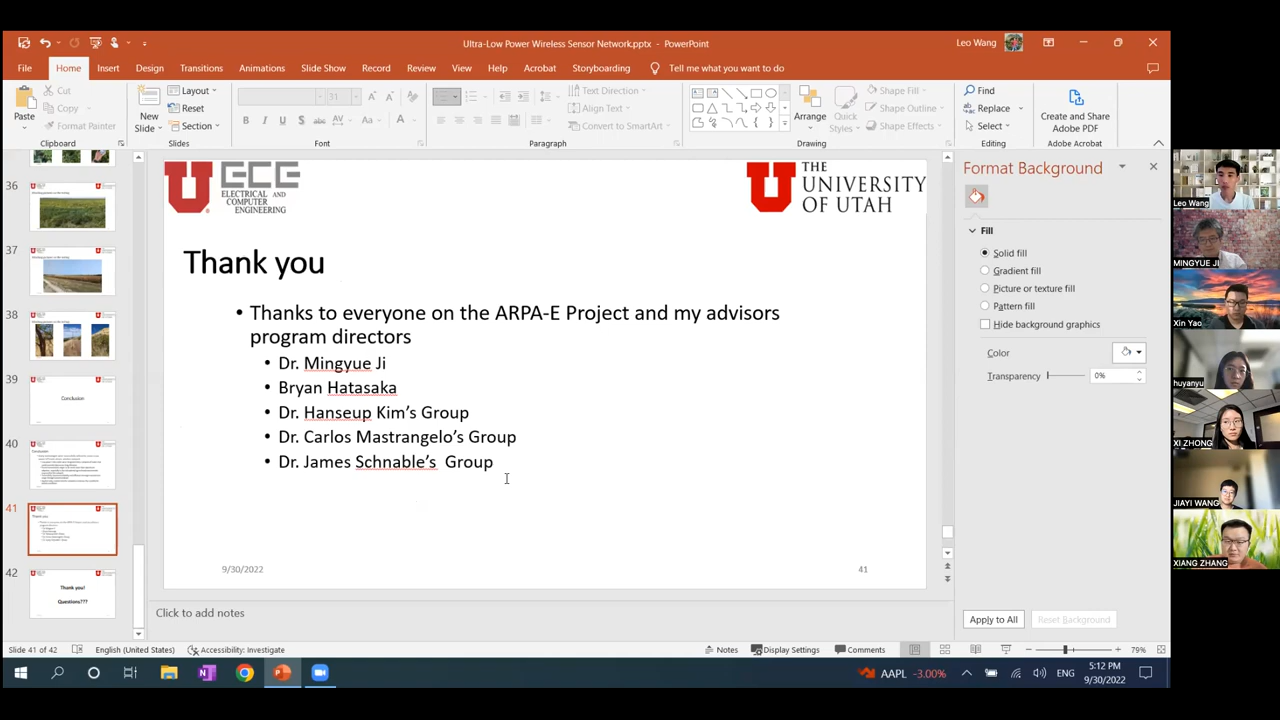 Ultra-Low Power Wireless Sensor Network.pptx - PowerPoint
Leo Wang
File Home Insert Design Transitions Animations Slide Show Record Review View Help Acrobat Storyboarding Tell me what you want to do
Paste
Cut
Copy
Format Painter
Clipboard
New Slide
Layout
Reset
Section
Slides
31
Font
Text Direction
Align Text
Convert to SmartArt
Paragraph
Arrange
Quick Styles
Shape Fill
Shape Outline
Shape Effects
Drawing
Find
Replace
Select
Editing
Create and Share
Adobe PDF
Adobe Acrobat
36
37
38
39
Conclusion
40
41
42
Thank you!
Questions???
ECE
ELECTRICAL AND
COMPUTER
ENGINEERING
THE
UNIVERSITY
OF UTAH
Thank you
• Thanks to everyone on the ARPA-E Project and my advisors
program directors
• Dr. Mingyue Ji
• Bryan Hatasaka
• Dr. Hanseup Kim's Group
• Dr. Carlos Mastrangelo's Group
• Dr. James Schnable's Group
9/30/2022
41
Click to add notes
Format Background
Fill
Solid fill
Gradient fill
Picture or texture fill
Pattern fill
Hide background graphics
Color
Transparency 0%
Apply to All
Reset Background
Leo Wang
MINGYUE JI
Xin Yao
huyanyu
XI ZHONG
JIAYI WANG
XIANG ZHANG
Slide 41 of 42 English (United States) Accessibility: Investigate Notes Display Settings Comments 79%
AAPL -3.00% ENG
5:12 PM
9/30/2022